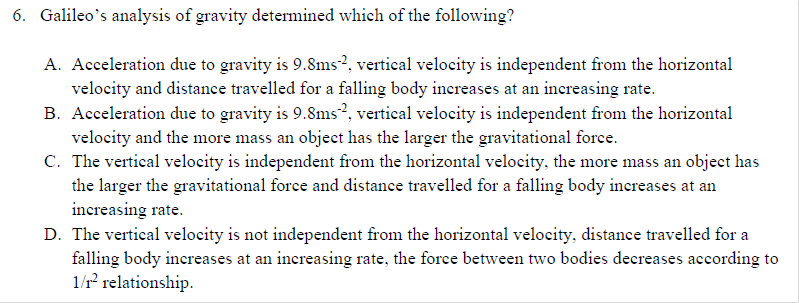 6. Galileo's analysis of gravity determined which of the following?
A. Acceleration due to gravity is 9.8ms⁻², vertical velocity is independent from the horizontal
velocity and distance travelled for a falling body increases at an increasing rate.
B. Acceleration due to gravity is 9.8ms⁻², vertical velocity is independent from the horizontal
velocity and the more mass an object has the larger the gravitational force.
C. The vertical velocity is independent from the horizontal velocity, the more mass an object has
the larger the gravitational force and distance travelled for a falling body increases at an
increasing rate.
D. The vertical velocity is not independent from the horizontal velocity, distance travelled for a
falling body increases at an increasing rate, the force between two bodies decreases according to
1/r² relationship.